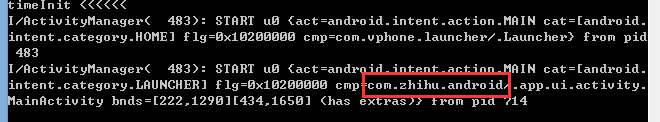 timeInit <<<<<<
I/ActivityManager(  483): START u0 {act=android.intent.action.MAIN cat=[android.
intent.category.HOME] flg=0x10200000 cmp=com.vphone.launcher/.Launcher} from pid
 483
I/ActivityManager(  483): START u0 {act=android.intent.action.MAIN cat=[android.
intent.category.LAUNCHER] flg=0x10200000 cmp=com.zhihu.android/.app.ui.activity.
MainActivity bnds=[222,1290][434,1650] (has extras)} from pid 714